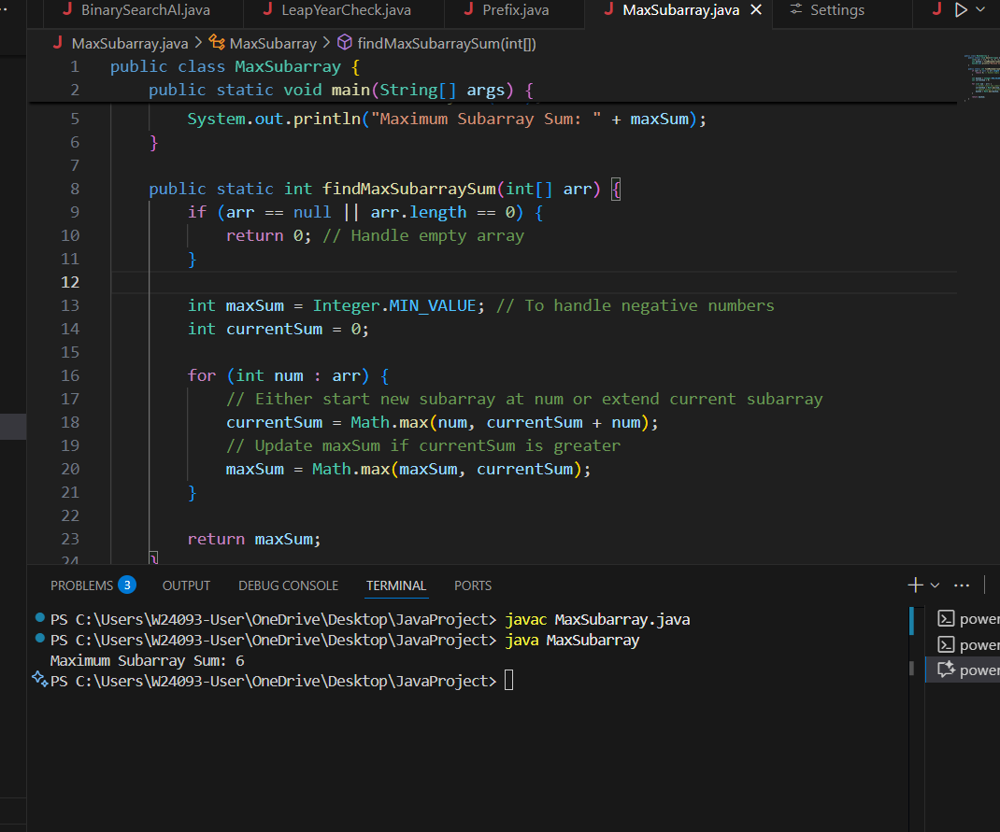 BinarySearchAl.java LeapYearCheck.java Prefix.java MaxSubarray.java Settings
MaxSubarray.java > MaxSubarray > findMaxSubarraySum(int[])
1 public class MaxSubarray {
2 public static void main(String[] args) {
5 System.out.println("Maximum Subarray Sum: " + maxSum);
6 }
7
8 public static int findMaxSubarraySum(int[] arr) {
9 if (arr == null || arr.length == 0) {
10 return 0; // Handle empty array
11 }
12
13 int maxSum = Integer.MIN_VALUE; // To handle negative numbers
14 int currentSum = 0;
15
16 for (int num : arr) {
17 // Either start new subarray at num or extend current subarray
18 currentSum = Math.max(num, currentSum + num);
19 // Update maxSum if currentSum is greater
20 maxSum = Math.max(maxSum, currentSum);
21 }
22
23 return maxSum;
24 }
PROBLEMS 3 OUTPUT DEBUG CONSOLE TERMINAL PORTS
PS C:\Users\W24093-User\OneDrive\Desktop\JavaProject> javac MaxSubarray.java
PS C:\Users\W24093-User\OneDrive\Desktop\JavaProject> java MaxSubarray
Maximum Subarray Sum: 6
PS C:\Users\W24093-User\OneDrive\Desktop\JavaProject>
power
power
power